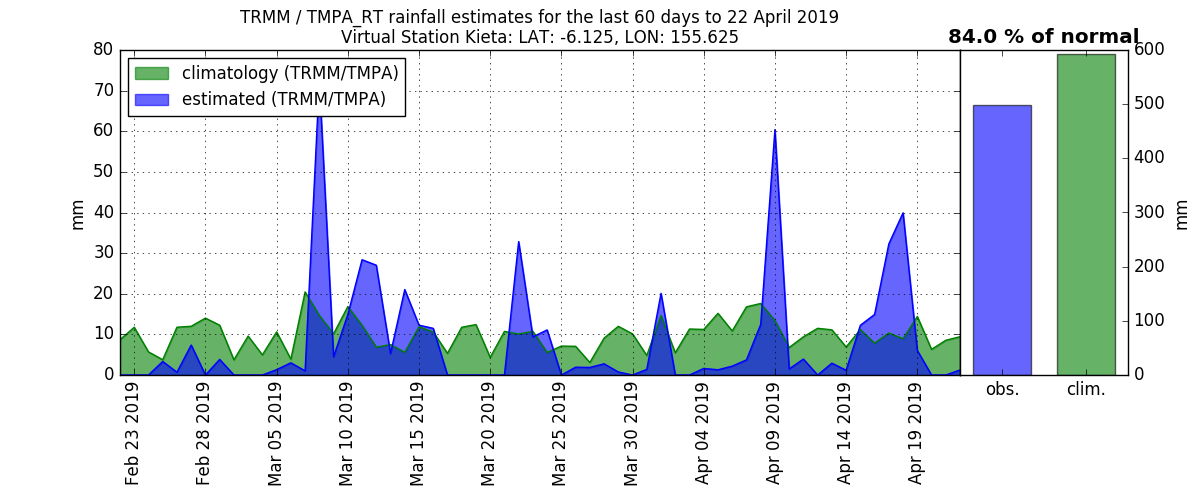 TRMM / TMPA_RT rainfall estimates for the last 60 days to 22 April 2019
Virtual Station Kieta: LAT: -6.125, LON: 155.625
84.0 % of normal
climatology (TRMM/TMPA)
estimated (TRMM/TMPA)
mm
80
70
60
50
40
30
20
10
0
Feb 23 2019
Feb 28 2019
Mar 05 2019
Mar 10 2019
Mar 15 2019
Mar 20 2019
Mar 25 2019
Mar 30 2019
Apr 04 2019
Apr 09 2019
Apr 14 2019
Apr 19 2019
obs.
clim.
600
500
400
300
200
100
0
mm